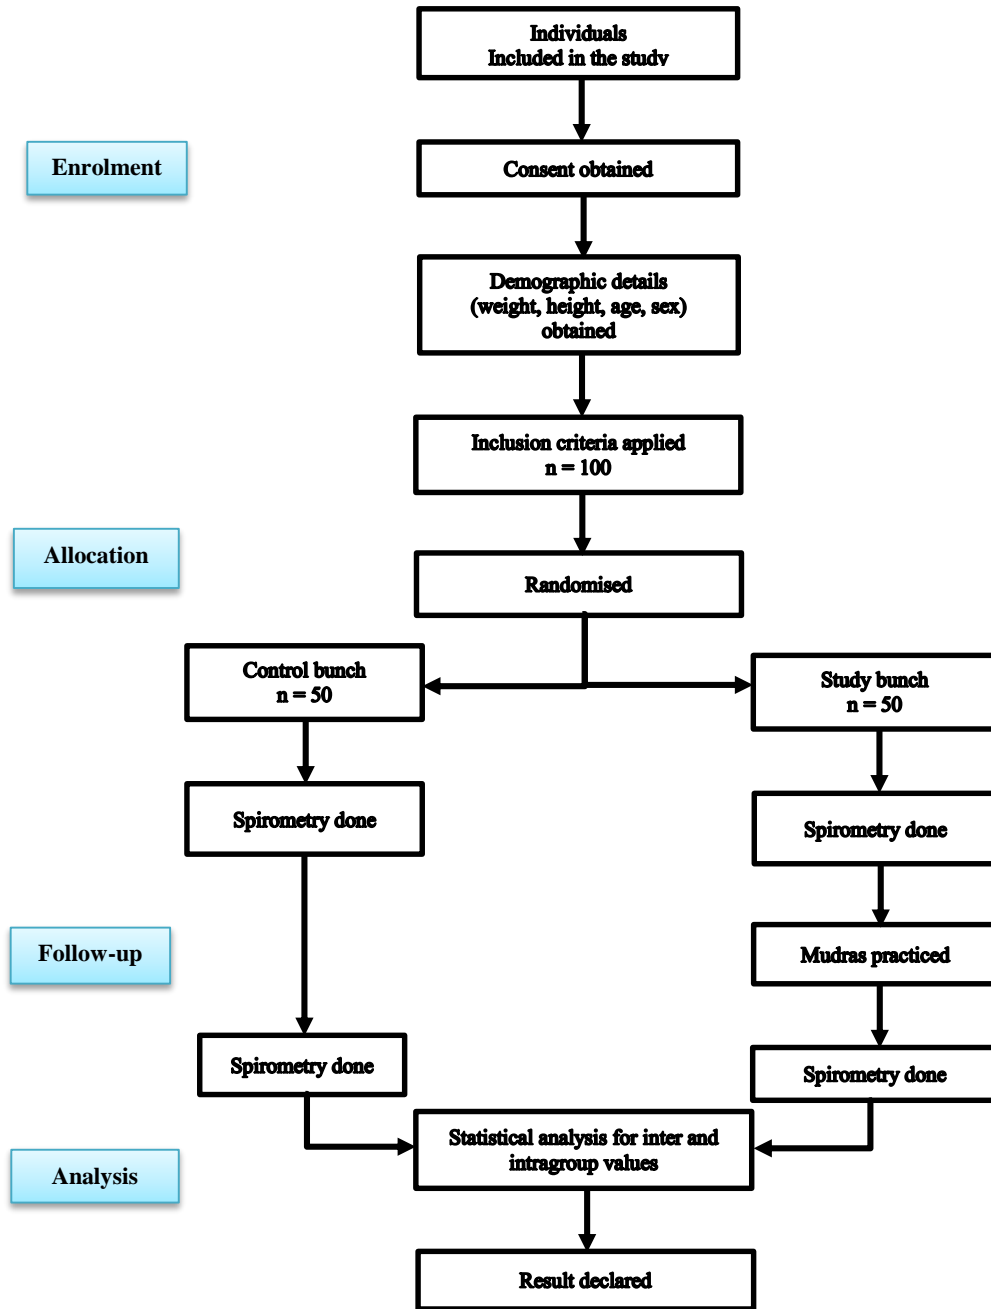 Individuals
Included in the study
Enrolment
Consent obtained
Demographic details
(weight, height, age, sex)
obtained
Inclusion criteria applied
n = 100
Allocation
Randomised
Control bunch
n = 50
Study bunch
n = 50
Spirometry done
Spirometry done
Follow-up
Mudras practiced
Spirometry done
Spirometry done
Statistical analysis for inter and
intragroup values
Analysis
Result declared